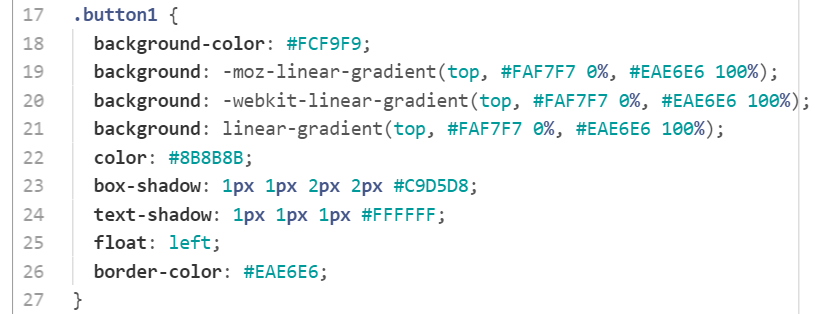 17 .button1 {
18 background-color: #FCF9F9;
19 background: -moz-linear-gradient(top, #FAF7F7 0%, #EAE6E6 100%);
20 background: -webkit-linear-gradient(top, #FAF7F7 0%, #EAE6E6 100%);
21 background: linear-gradient(top, #FAF7F7 0%, #EAE6E6 100%);
22 color: #8B8B8B;
23 box-shadow: 1px 1px 2px 2px #C9D5D8;
24 text-shadow: 1px 1px 1px #FFFFFF;
25 float: left;
26 border-color: #EAE6E6;
27 }